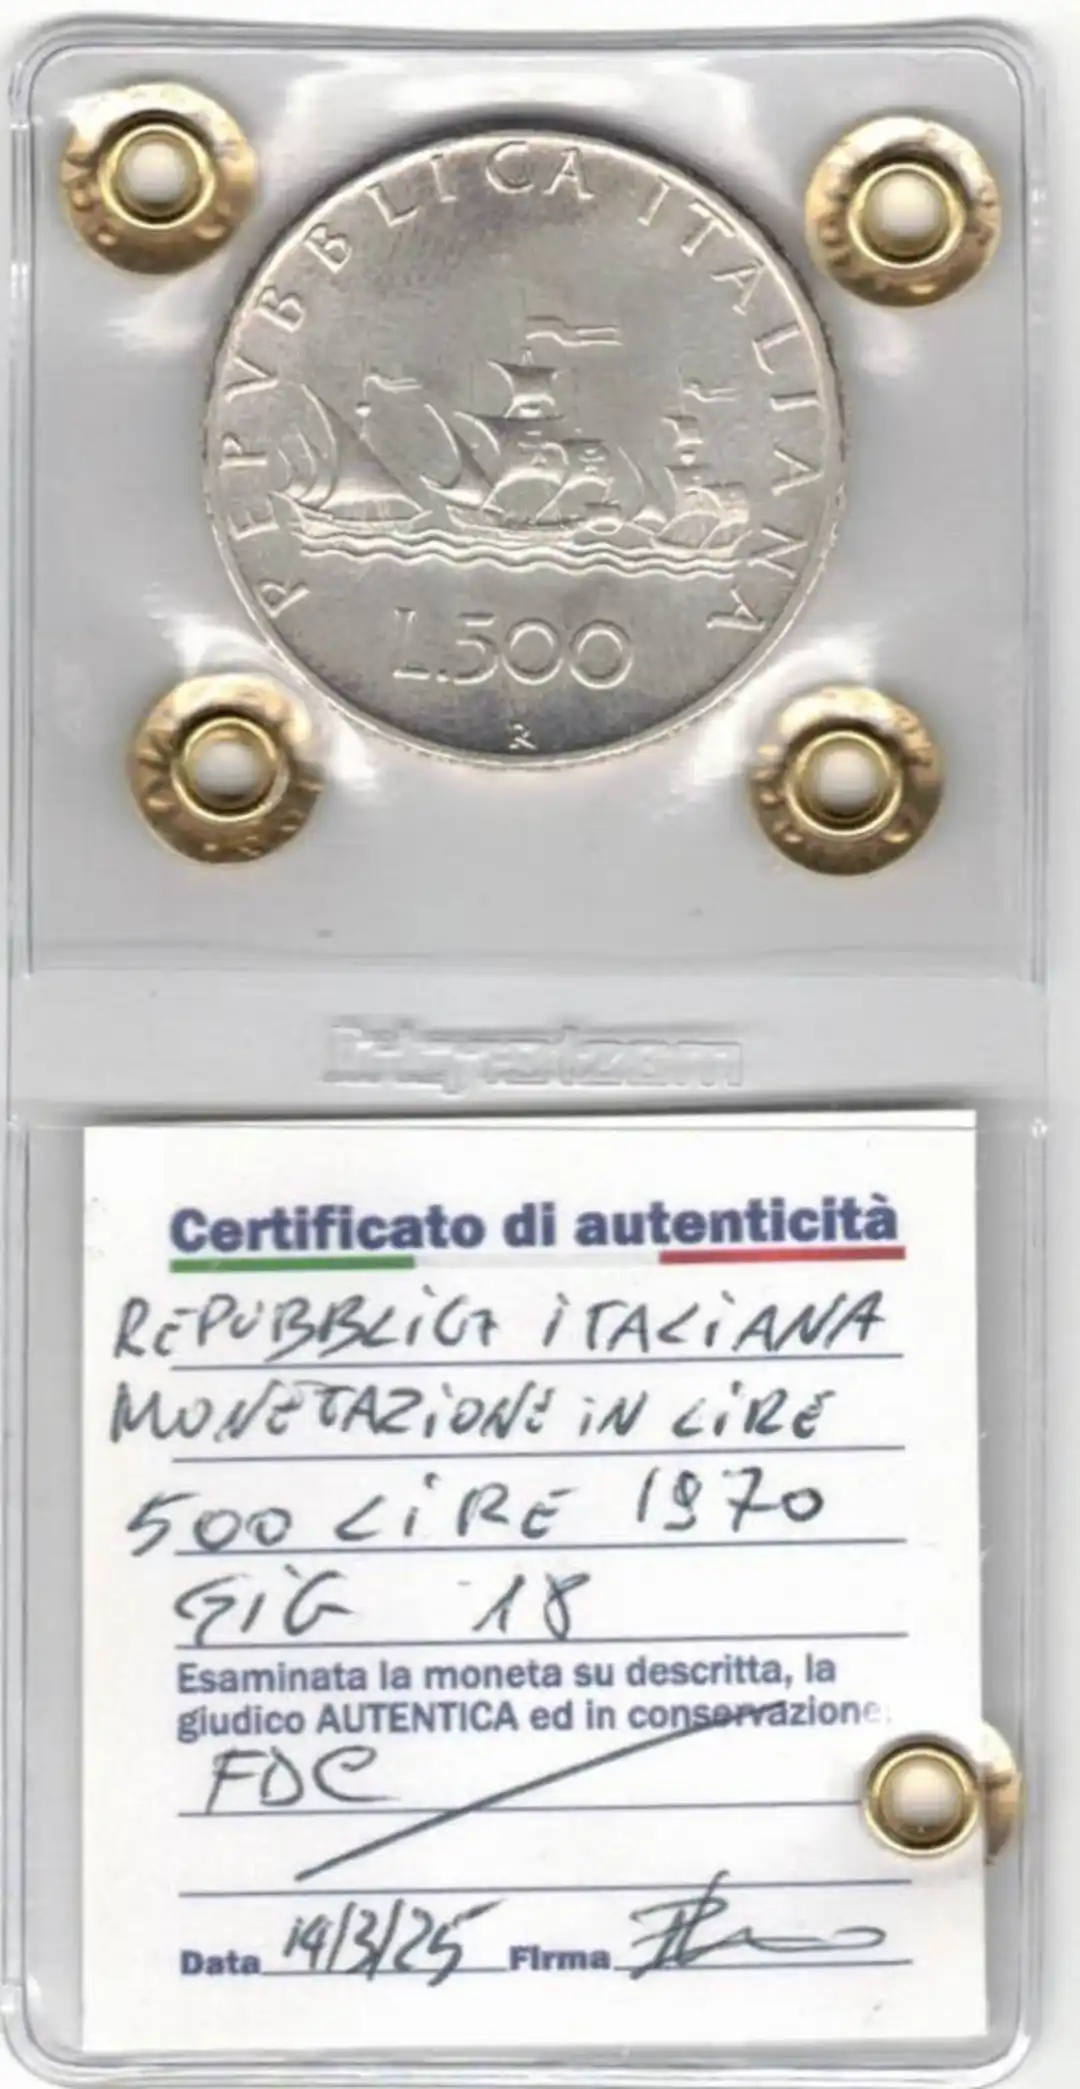 REPVBBLICA ITALIANA
L.500
R
Certificato di autenticità
REPUBBLICA ITALIANA
MONETAZIONE IN LIRE
500 LIRE 1970
GIG 18
Esaminata la moneta su descritta, la
giudico AUTENTICA ed in conservazione:
FDC
Data 14/3/25 Firma